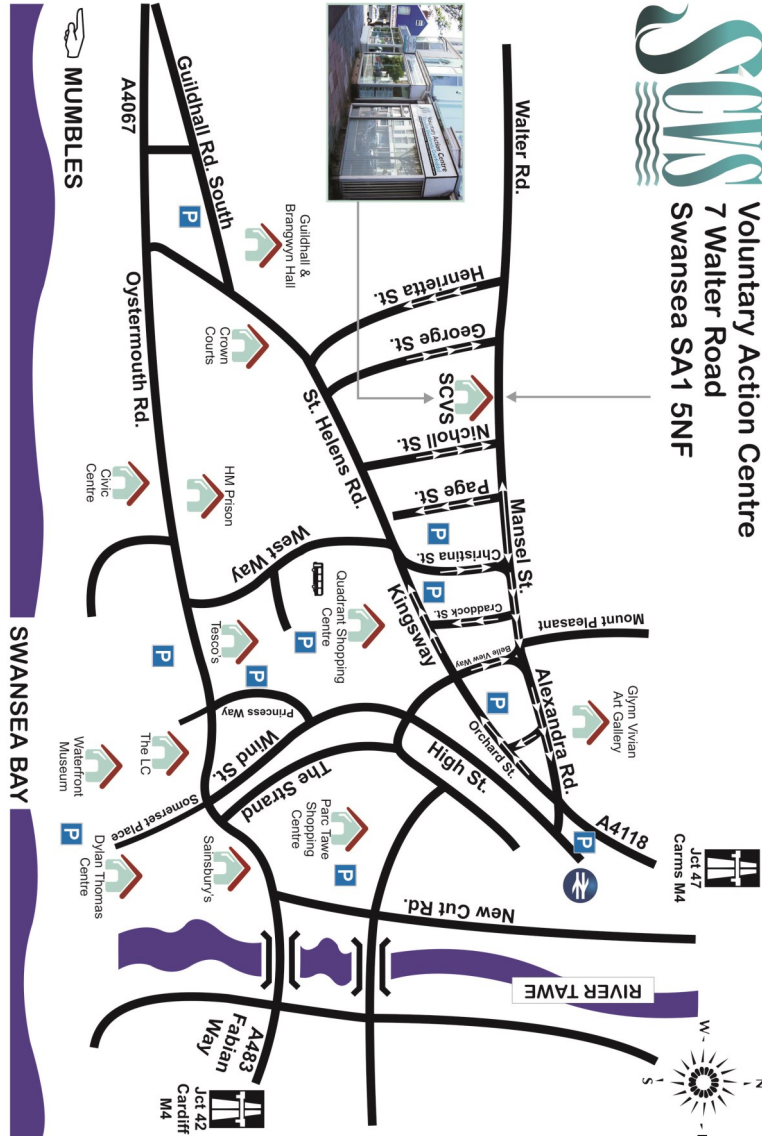 SCVS
Voluntary Action Centre
7 Walter Road
Swansea SA1 5NF
Walter Rd.
Voluntary Action Centre
Henrietta St.
George St.
SCVS
Nicholl St.
Page St.
Mansel St.
Christina St.
Craddock St.
Mount Pleasant
Belle View Way
Alexandra Rd.
Orchard St.
Glynn Vivian
Art Gallery
A4118
Jct 47
Carms M4
Guildhall Rd. South
A4067
MUMBLES
P
Guildhall &
Brangwyn Hall
Crown
Courts
St. Helens Rd.
Oystermouth Rd.
HM Prison
Civic
Centre
West Way
Kingsway
P
P
P
P
Quadrant Shopping
Centre
P
Tesco's
P
P
Princess Way
Wind St.
High St.
The Strand
Parc Tawe
Shopping
Centre
P
The LC
Waterfront
Museum
Somerset Place
P
Dylan Thomas
Centre
Sainsbury's
New Cut Rd.
RIVER TAWE
A483
Fabian
Way
Jct 42
Cardiff
M4
SWANSEA BAY
N
W
S